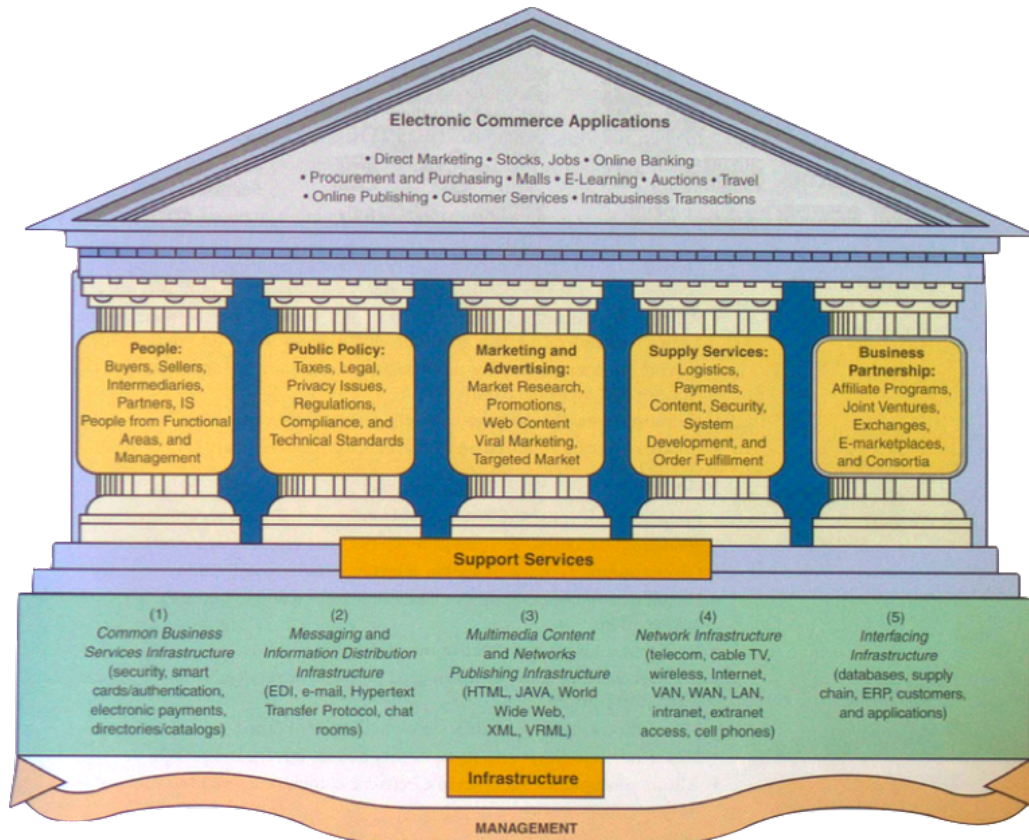 Electronic Commerce Applications
• Direct Marketing • Stocks, Jobs • Online Banking
• Procurement and Purchasing • Malls • E-Learning • Auctions • Travel
• Online Publishing • Customer Services • Intrabusiness Transactions
People:
Buyers, Sellers,
Intermediaries,
Partners, IS
People from Functional
Areas, and
Management
Public Policy:
Taxes, Legal,
Privacy Issues,
Regulations,
Compliance, and
Technical Standards
Marketing and
Advertising:
Market Research,
Promotions,
Web Content
Viral Marketing,
Targeted Market
Supply Services:
Logistics,
Payments,
Content, Security,
System
Development, and
Order Fulfillment
Business
Partnership:
Affiliate Programs,
Joint Ventures,
Exchanges,
E-marketplaces,
and Consortia
Support Services
(1)
Common Business
Services Infrastructure
(security, smart
cards/authentication,
electronic payments,
directories/catalogs)
(2)
Messaging and
Information Distribution
Infrastructure
(EDI, e-mail, Hypertext
Transfer Protocol, chat
rooms)
(3)
Multimedia Content
and Networks
Publishing Infrastructure
(HTML, JAVA, World
Wide Web,
XML, VRML)
(4)
Network Infrastructure
(telecom, cable TV,
wireless, Internet,
VAN, WAN, LAN,
intranet, extranet
access, cell phones)
(5)
Interfacing
Infrastructure
(databases, supply
chain, ERP, customers,
and applications)
Infrastructure
MANAGEMENT